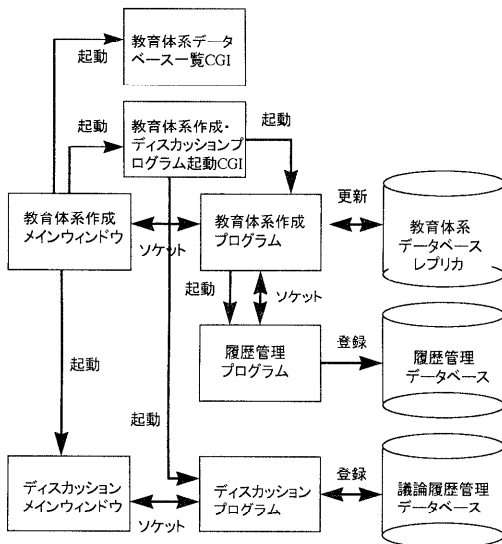 教育体系データ
ベース一覧CGI
起動
起動
教育体系作成・
ディスカッションプ
ログラム起動CGI
起動
教育体系作成
メインウィンドウ
ソケット
教育体系作成
プログラム
更新
教育体系
データベース
レプリカ
起動
ソケット
履歴管理
プログラム
登録
履歴管理
データベース
起動
起動
ディスカッション
メインウィンドウ
ソケット
ディスカッション
プログラム
登録
議論履歴管理
データベース